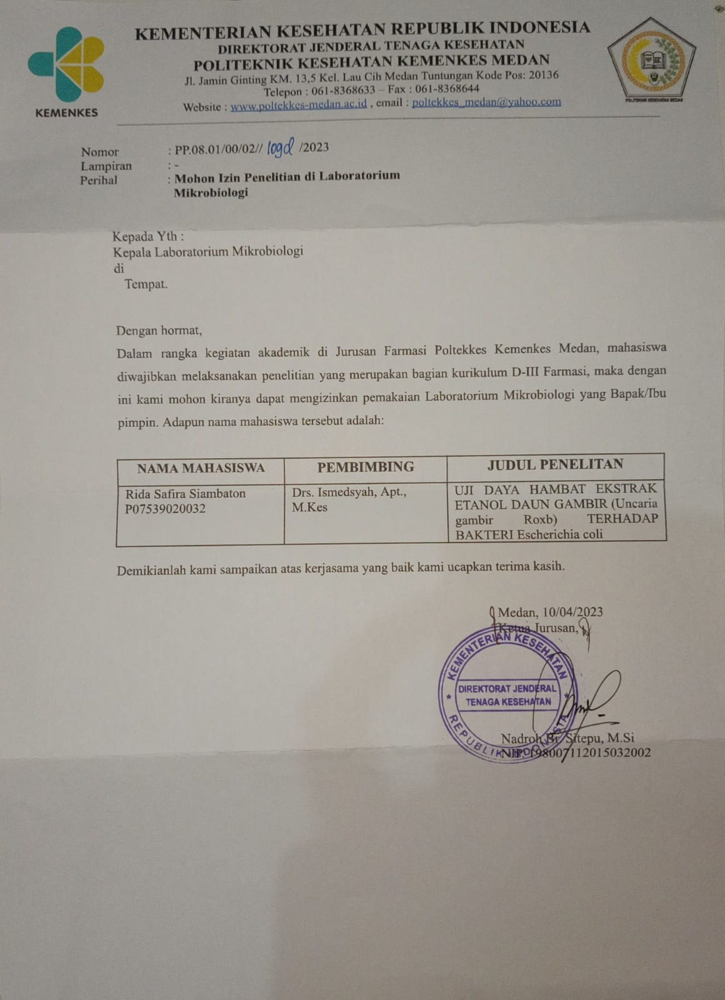 KEMENTERIAN KESEHATAN REPUBLIK INDONESIA
DIREKTORAT JENDERAL TENAGA KESEHATAN
POLITEKNIK KESEHATAN KEMENKES MEDAN
Jl. Jamin Ginting KM. 13,5 Kel. Lau Cih Medan Tuntungan Kode Pos: 20136
Telepon : 061-8368633 – Fax : 061-8368644
Website : www.poltekkes-medan.ac.id , email : poltekkes_medan@yahoo.com
KEMENKES
POLITEKNIK KESEHATAN MEDAN
Nomor : PP.08.01/00/02// /2023
Lampiran : -
Perihal : Mohon Izin Penelitian di Laboratorium
Mikrobiologi
Kepada Yth :
Kepala Laboratorium Mikrobiologi
di
Tempat.
Dengan hormat,
Dalam rangka kegiatan akademik di Jurusan Farmasi Poltekkes Kemenkes Medan, mahasiswa
diwajibkan melaksanakan penelitian yang merupakan bagian kurikulum D-III Farmasi, maka dengan
ini kami mohon kiranya dapat mengizinkan pemakaian Laboratorium Mikrobiologi yang Bapak/Ibu
pimpin. Adapun nama mahasiswa tersebut adalah:
NAMA MAHASISWA PEMBIMBING JUDUL PENELITAN
Rida Safira Siambaton
P07539020032
Drs. Ismedsyah, Apt.,
M.Kes
UJI DAYA HAMBAT EKSTRAK
ETANOL DAUN GAMBIR (Uncaria
gambir Roxb) TERHADAP
BAKTERI Escherichia coli
Demikianlah kami sampaikan atas kerjasama yang baik kami ucapkan terima kasih.
Medan, 10/04/2023
Ketua Jurusan,
KEMENTERIAN KESEHATAN
DIREKTORAT JENDERAL
TENAGA KESEHATAN
REPUBLIK INDONESIA
Nadroh Br. Sitepu, M.Si
NIP. 198007112015032002